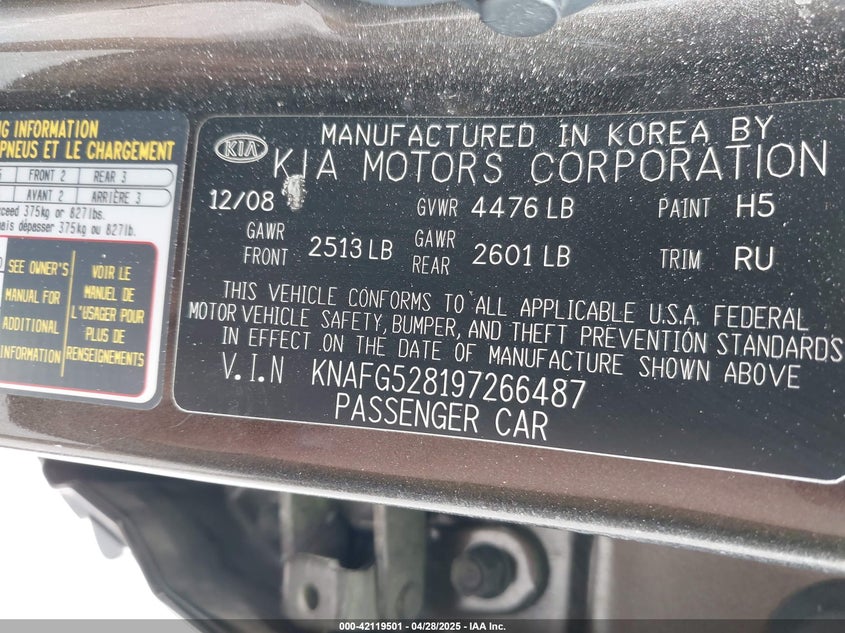 NG INFORMATION
PNEUS ET LE CHARGEMENT
FRONT 2 REAR 3
AVANT 2 ARRIÈRE 3
exceed 375kg or 827lbs.
mais dépasser 375kg ou 827lb.
SEE OWNER'S
MANUAL FOR
ADDITIONAL
INFORMATION
VOIR LE
MANUEL DE
L'USAGER POUR
PLUS DE
RENSEIGNEMENTS
MANUFACTURED IN KOREA BY
KIA KIA MOTORS CORPORATION
12/08 GVWR 4476 LB PAINT H5
GAWR FRONT 2513 LB GAWR REAR 2601 LB TRIM RU
THIS VEHICLE CONFORMS TO ALL APPLICABLE U.S.A. FEDERAL
MOTOR VEHICLE SAFETY, BUMPER, AND THEFT PREVENTION STANDARDS
IN EFFECT ON THE DATE OF MANUFACTURE SHOWN ABOVE
V.I.N KNAFG528197266487
PASSENGER CAR
000-42119501 - 04/28/2025 - IAA Inc.